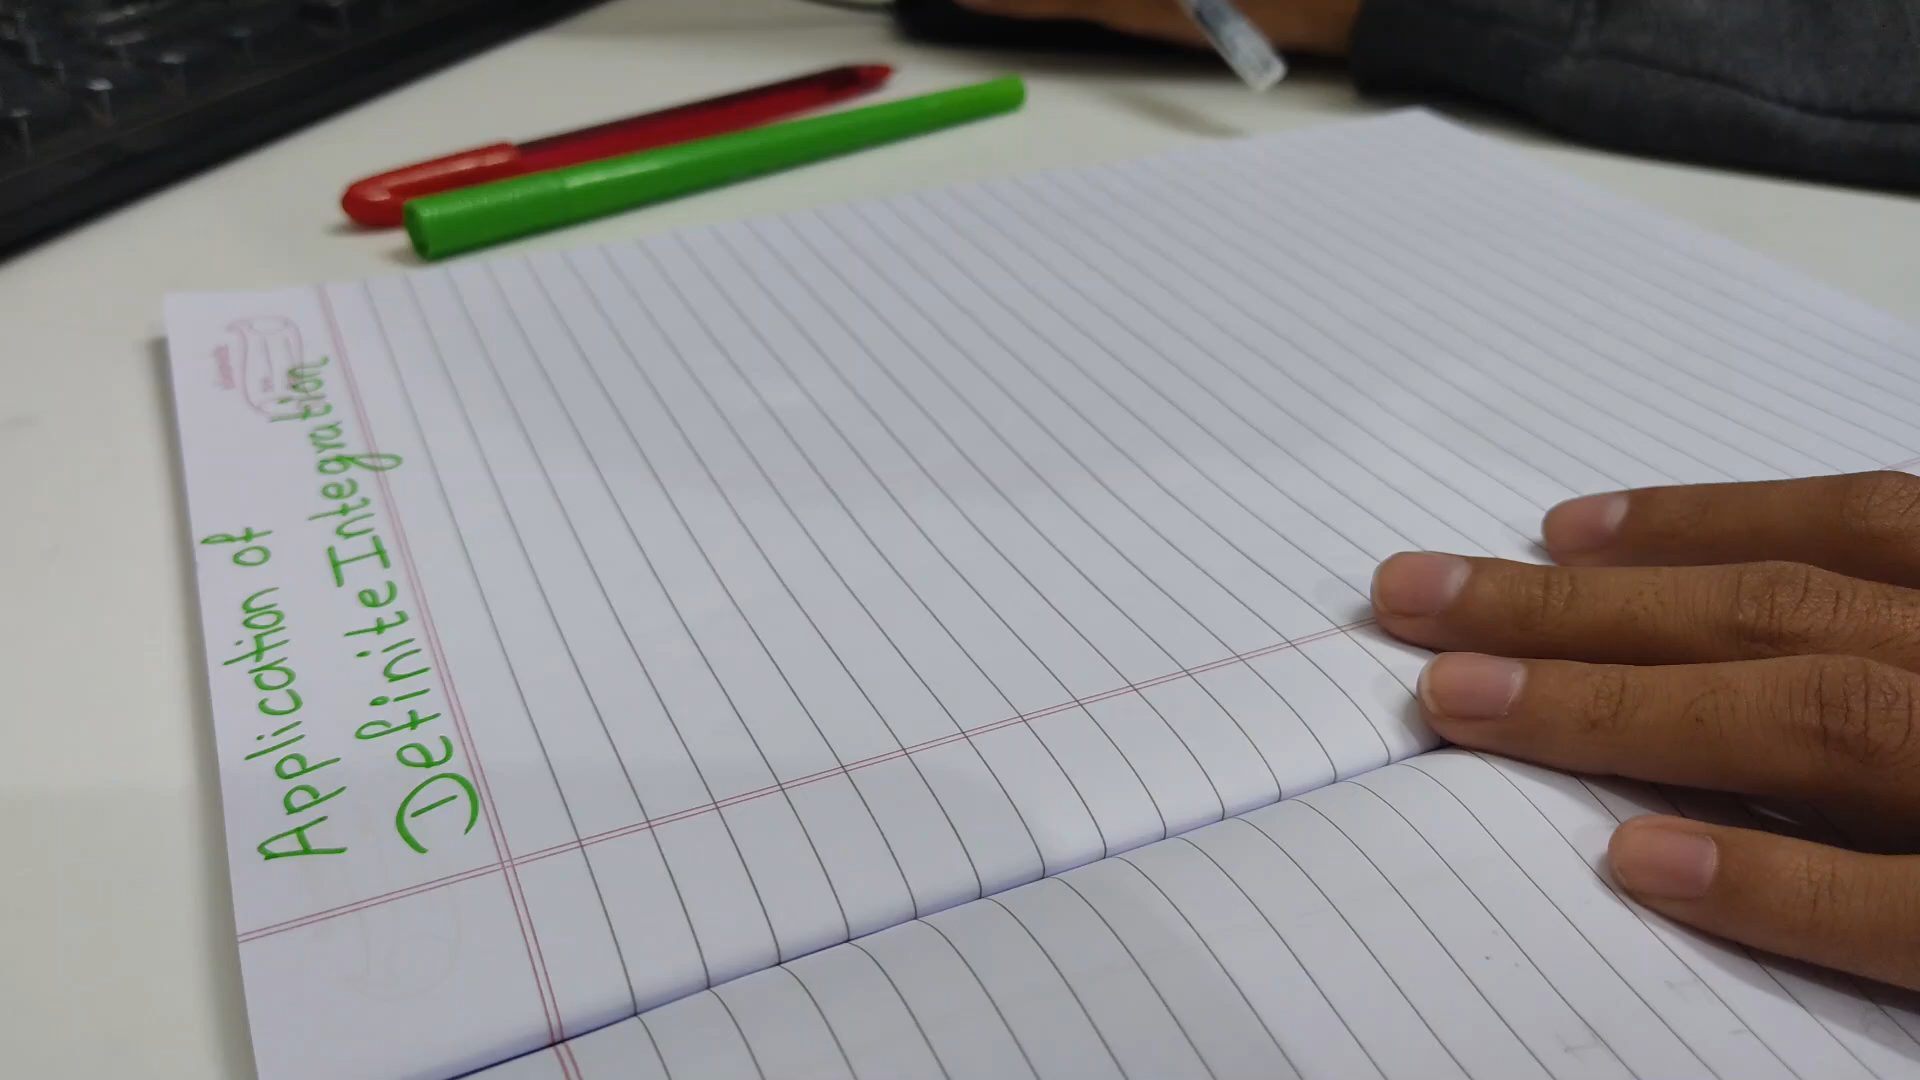 Application of
Definite Integration